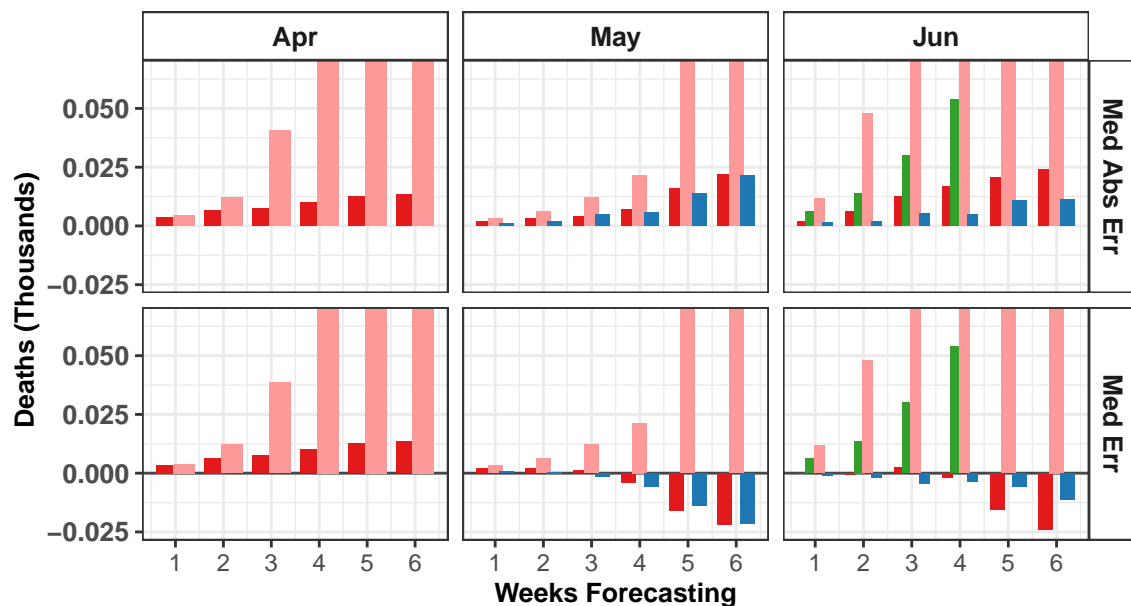 Apr May Jun
0.050
0.025
0.000
−0.025
Med Abs Err
0.050
0.025
0.000
−0.025
Med Err
Deaths (Thousands)
1 2 3 4 5 6 1 2 3 4 5 6 1 2 3 4 5 6
Weeks Forecasting